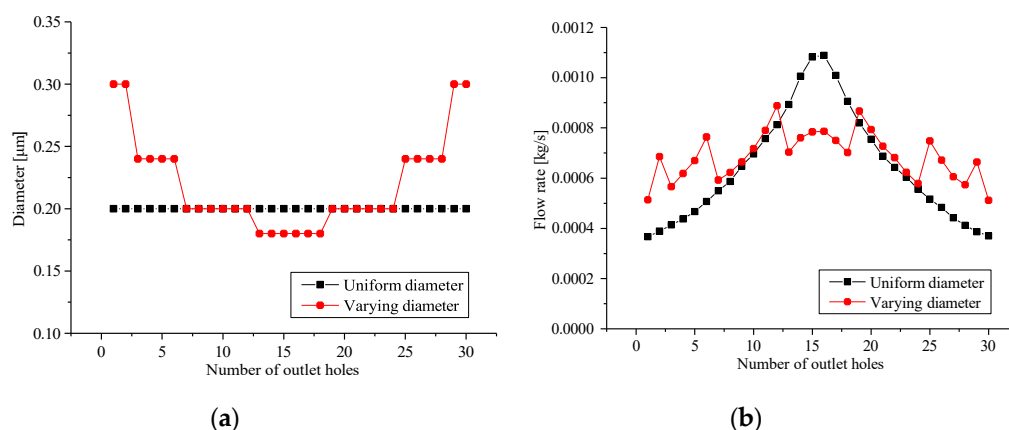 0.35
0.30
0.25
0.20
0.15
0.10
Diameter [μm]
0 5 10 15 20 25 30
Number of outlet holes
Uniform diameter
Varying diameter
(a)
0.0012
0.0010
0.0008
0.0006
0.0004
0.0002
0.0000
Flow rate [kg/s]
0 5 10 15 20 25 30
Number of outlet holes
Uniform diameter
Varying diameter
(b)